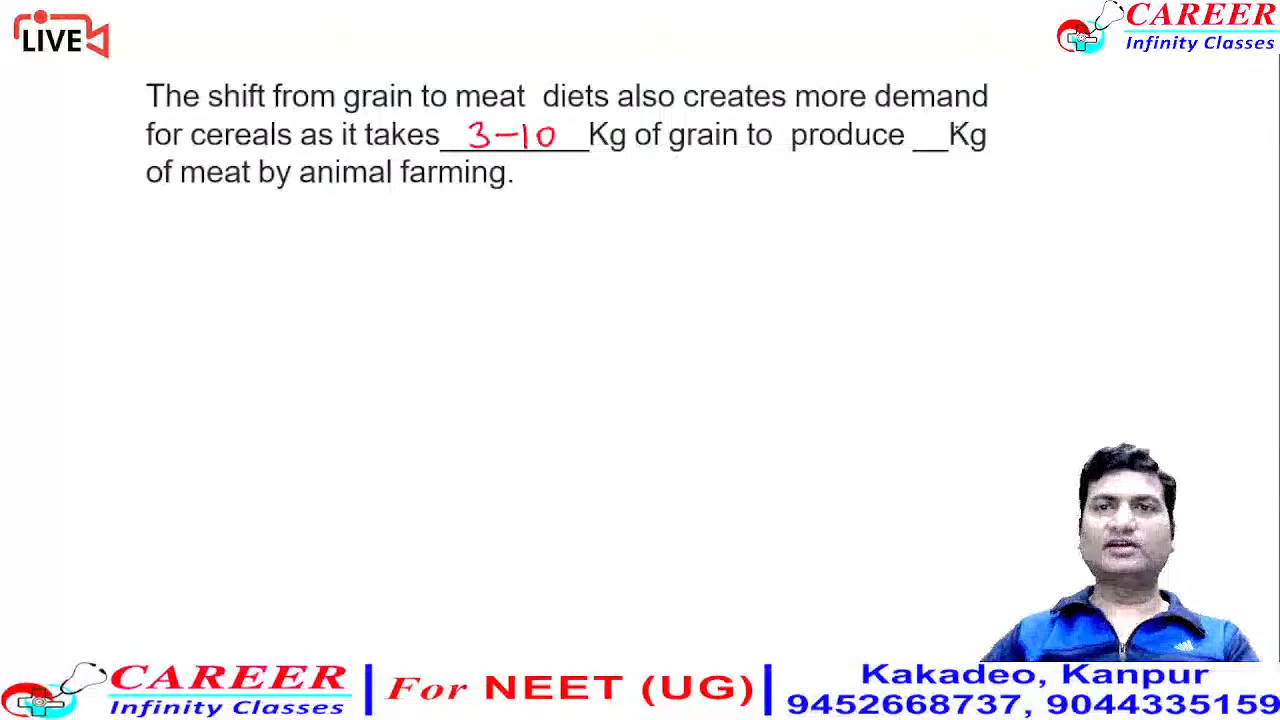 LIVE
CAREER
Infinity Classes
The shift from grain to meat diets also creates more demand
for cereals as it takes 3-10 Kg of grain to produce __Kg
of meat by animal farming.
CAREER
Infinity Classes
For NEET (UG)
Kakadeo, Kanpur
9452668737, 9044335159